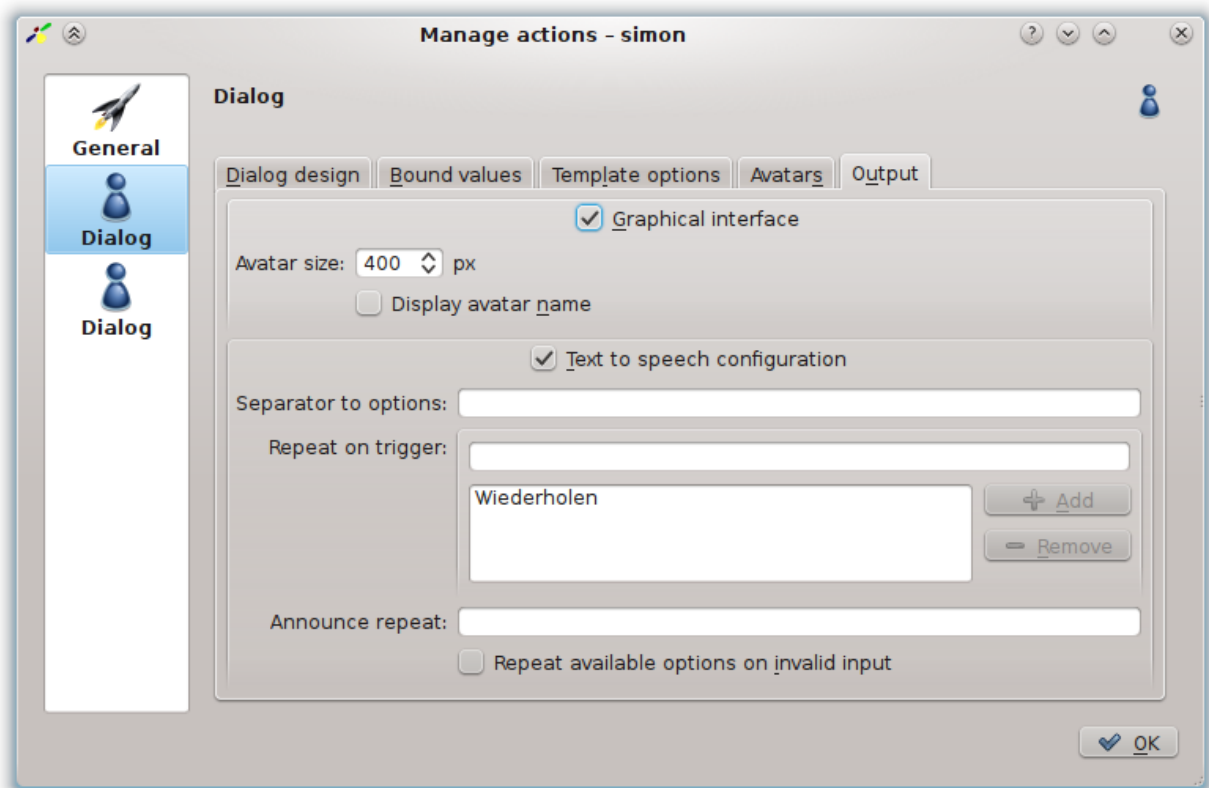 Manage actions – simon
General
Dialog
Dialog
Dialog
Dialog design Bound values Template options Avatars Output
Graphical interface
Avatar size: 400 px
Display avatar name
Text to speech configuration
Separator to options:
Repeat on trigger:
Wiederholen
Add
Remove
Announce repeat:
Repeat available options on invalid input
OK